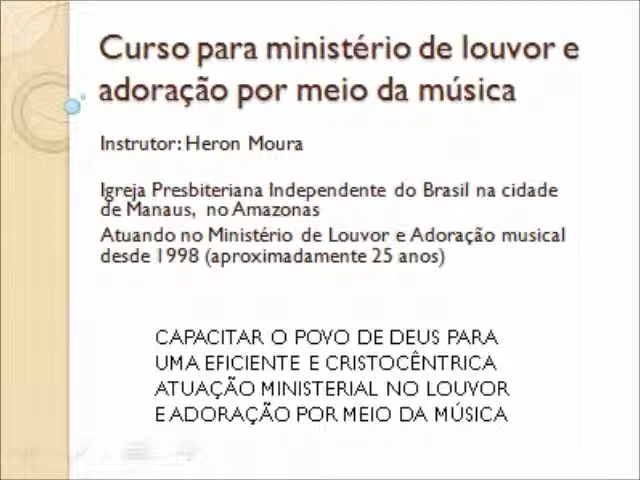 Curso para ministério de louvor e
adoração por meio da música
Instrutor: Heron Moura
Igreja Presbiteriana Independente do Brasil na cidade
de Manaus, no Amazonas
Atuando no Ministério de Louvor e Adoração musical
desde 1998 (aproximadamente 25 anos)
CAPACITAR O POVO DE DEUS PARA
UMA EFICIENTE E CRISTOCÊNTRICA
ATUAÇÃO MINISTERIAL NO LOUVOR
E ADORAÇÃO POR MEIO DA MÚSICA